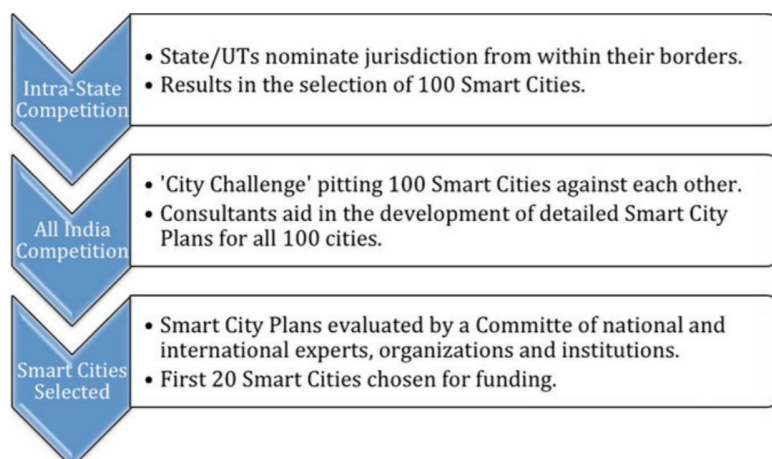 Intra-State
Competition
• State/UTs nominate jurisdiction from within their borders.
• Results in the selection of 100 Smart Cities.
All India
Competition
• 'City Challenge' pitting 100 Smart Cities against each other.
• Consultants aid in the development of detailed Smart City
Plans for all 100 cities.
Smart Cities
Selected
• Smart City Plans evaluated by a Committe of national and
international experts, organizations and institutions.
• First 20 Smart Cities chosen for funding.